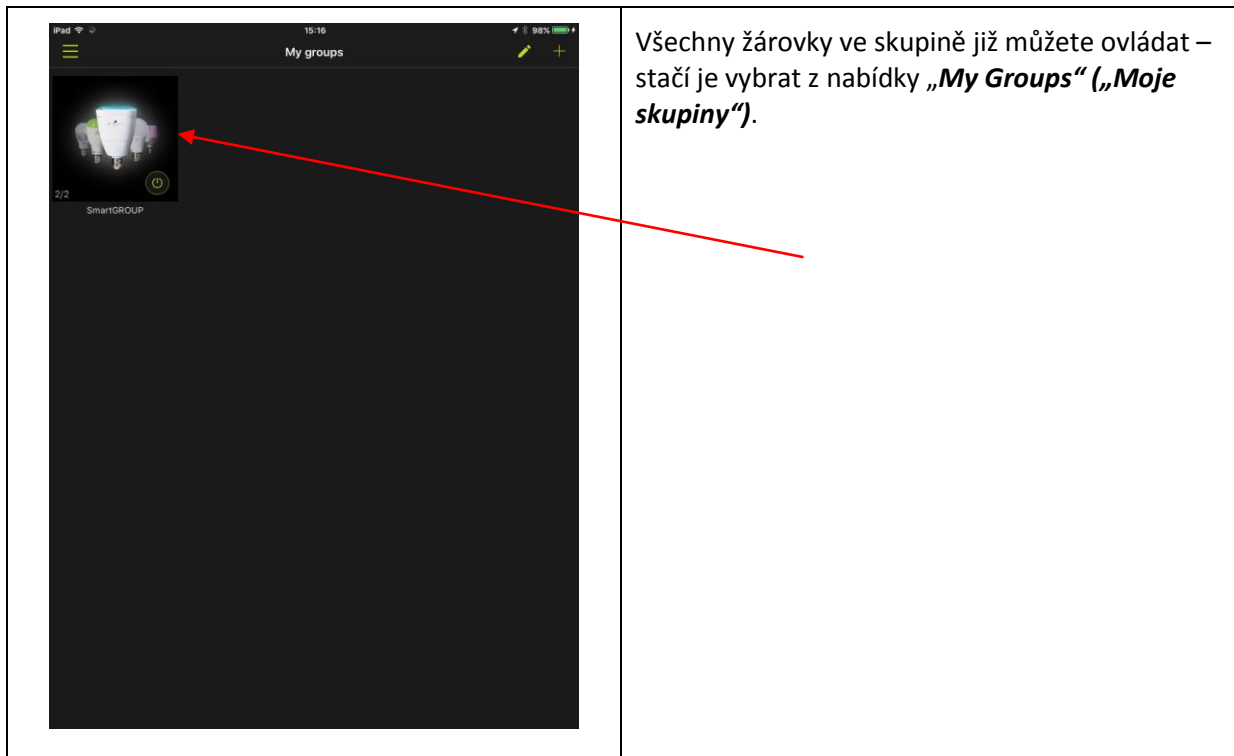 iPad 15:16 98%
My groups
2/2
SmartGROUP
Všechny žárovky ve skupině již můžete ovládat –
stačí je vybrat z nabídky „My Groups“ („Moje
skupiny“).